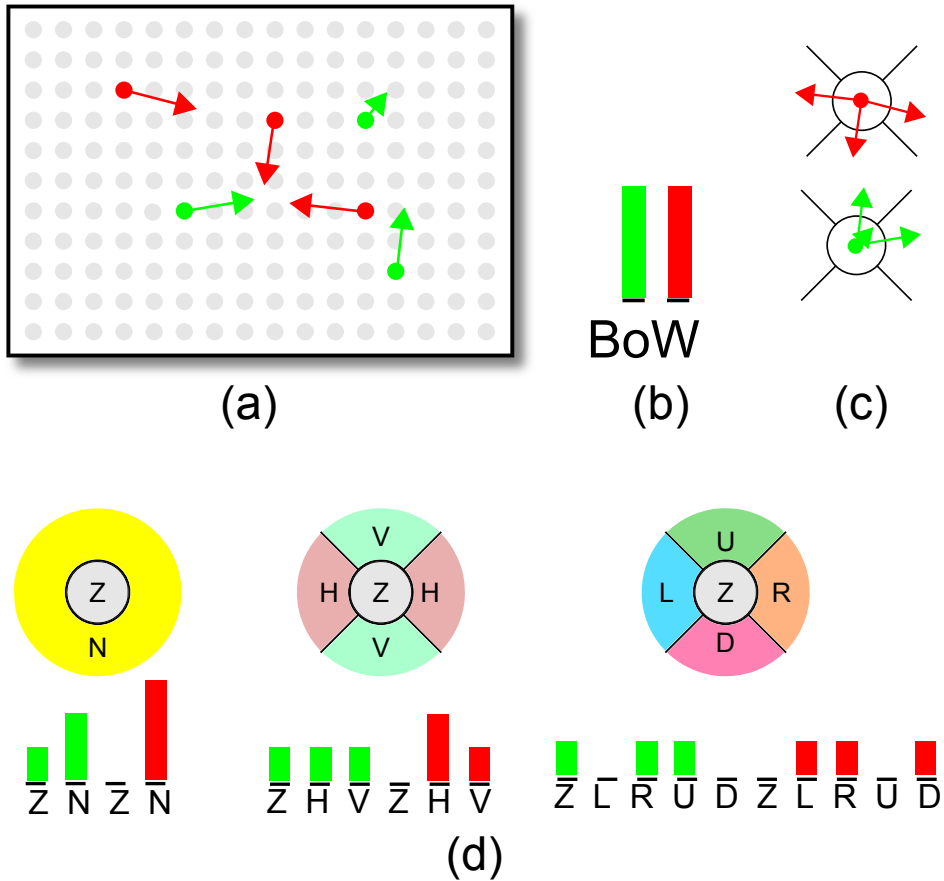 BoW
(a)
(b)
(c)
Z
N
V
H Z H
V
U
L Z R
D
Z N Z N
Z H V Z H V
Z L R U D Z L R U D
(d)